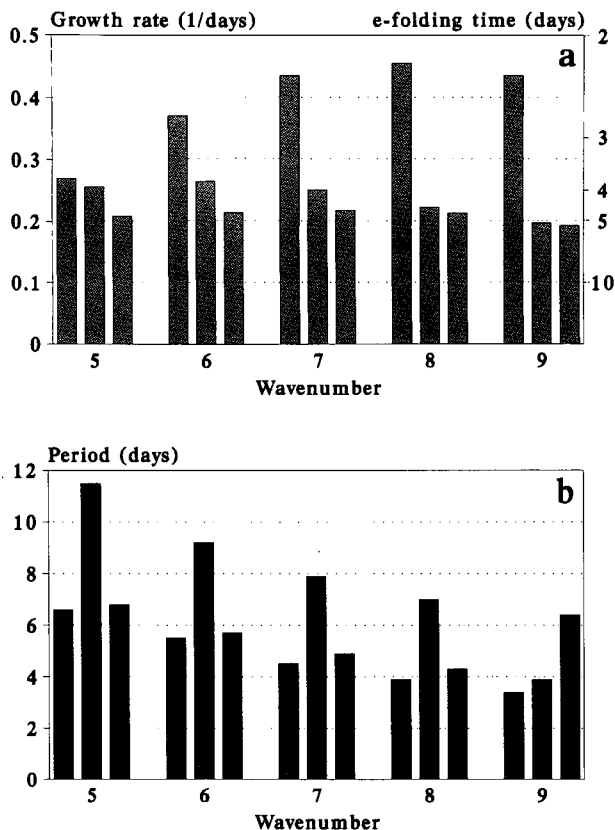 Growth rate (1/days) e-folding time (days)
a
0.5 2
0.4
3
0.3
4
0.2 5
0.1 10
0
5 6 7 8 9
Wavenumber
Period (days)
b
12
10
8
6
4
2
0
5 6 7 8 9
Wavenumber